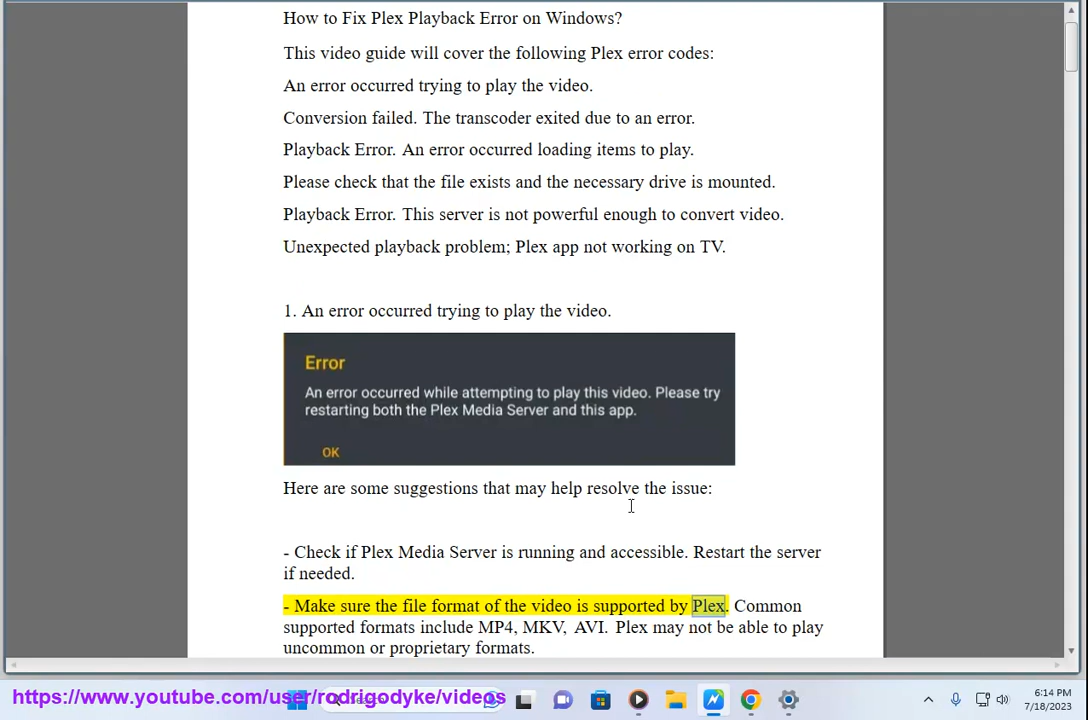 How to Fix Plex Playback Error on Windows?
This video guide will cover the following Plex error codes:
An error occurred trying to play the video.
Conversion failed. The transcoder exited due to an error.
Playback Error. An error occurred loading items to play.
Please check that the file exists and the necessary drive is mounted.
Playback Error. This server is not powerful enough to convert video.
Unexpected playback problem; Plex app not working on TV.
1. An error occurred trying to play the video.
Error
An error occurred while attempting to play this video. Please try
restarting both the Plex Media Server and this app.
OK
Here are some suggestions that may help resolve the issue:
- Check if Plex Media Server is running and accessible. Restart the server
if needed.
- Make sure the file format of the video is supported by Plex. Common
supported formats include MP4, MKV, AVI. Plex may not be able to play
uncommon or proprietary formats.
https://www.youtube.com/user/rodrigodyke/videos
6:14 PM
7/18/2023